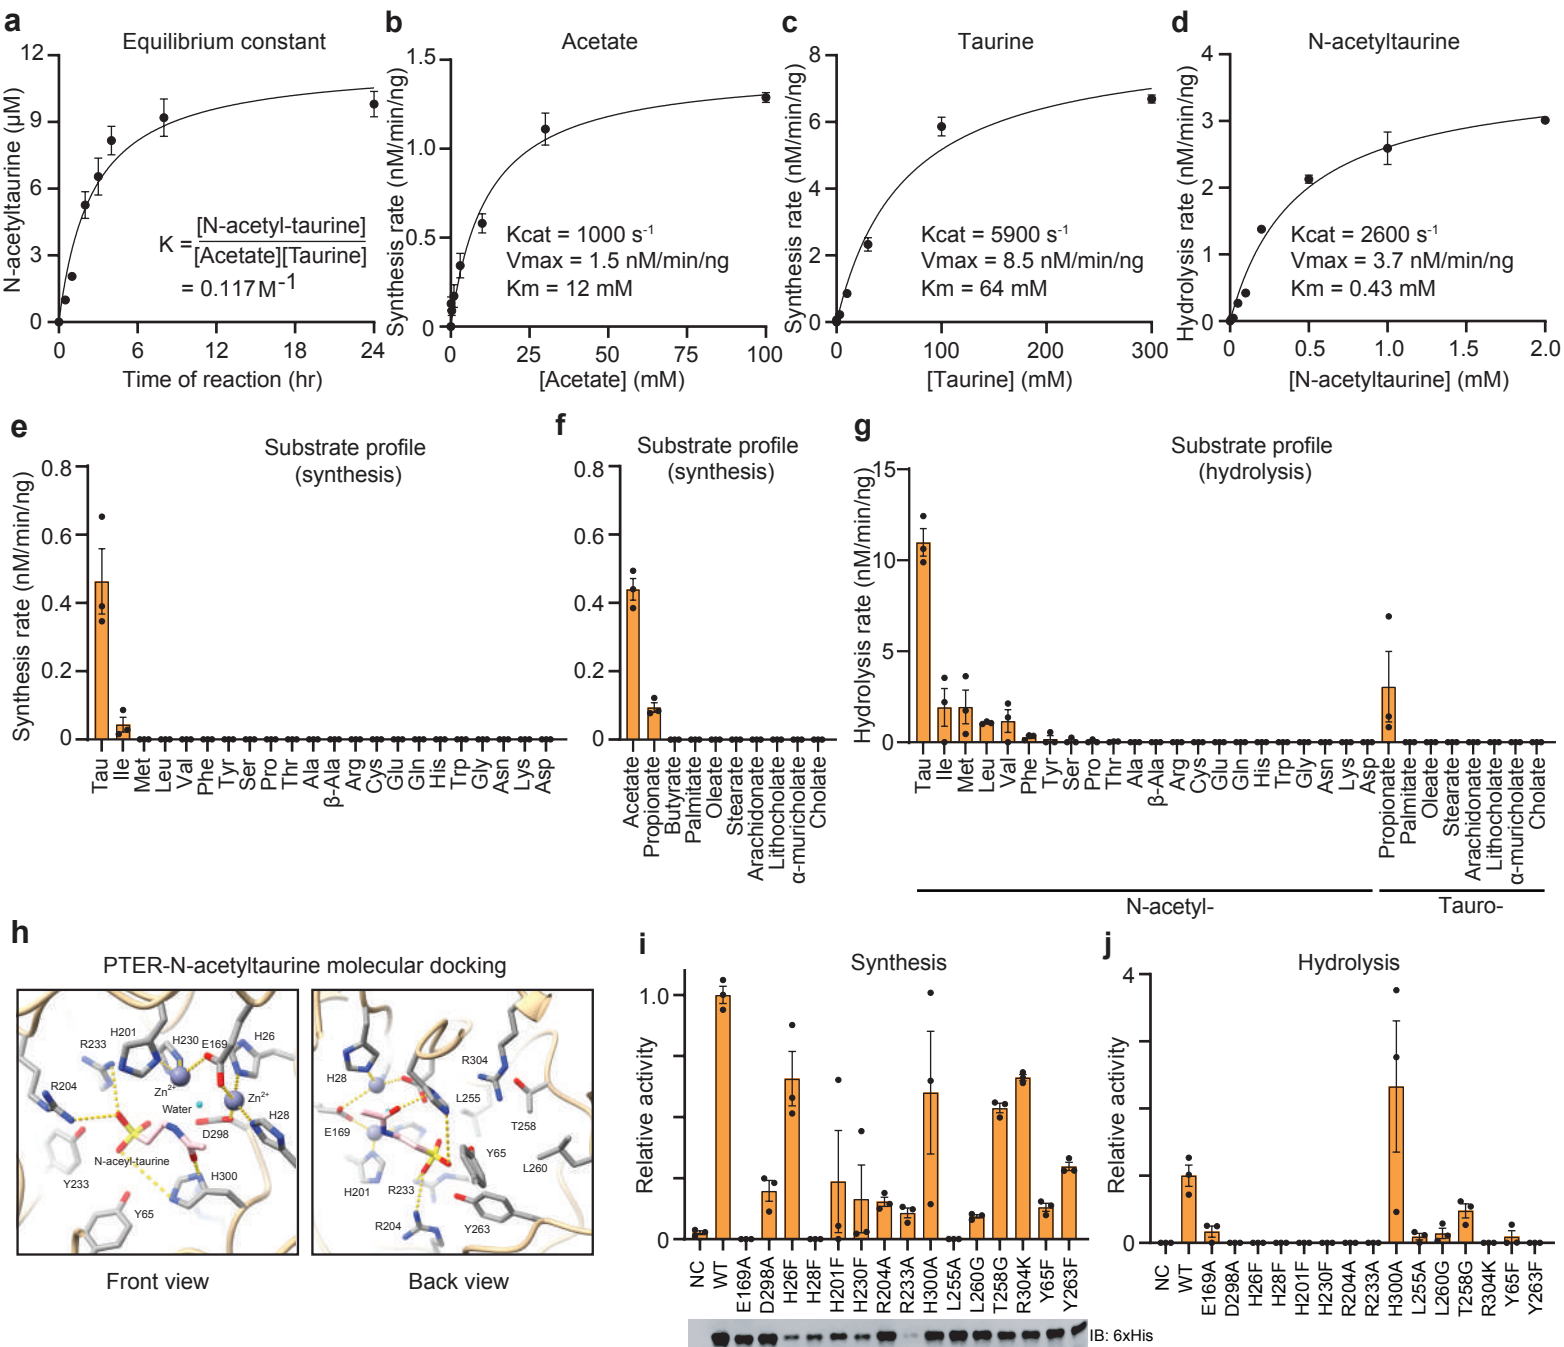 a
Equilibrium constant
N-acetyltaurine (μM)
12
9
6
3
0
K = [N-acetyl-taurine]
[Acetate][Taurine]
= 0.117M⁻¹
0 6 12 18 24
Time of reaction (hr)
b
Acetate
Synthesis rate (nM/min/ng)
1.5
1.0
0.5
0
Kcat = 1000 s⁻¹
Vmax = 1.5 nM/min/ng
Km = 12 mM
0 25 50 75 100
[Acetate] (mM)
c
Taurine
Synthesis rate (nM/min/ng)
8
6
4
2
0
Kcat = 5900 s⁻¹
Vmax = 8.5 nM/min/ng
Km = 64 mM
0 100 200 300
[Taurine] (mM)
d
N-acetyltaurine
Hydrolysis rate (nM/min/ng)
4
3
2
1
0
Kcat = 2600 s⁻¹
Vmax = 3.7 nM/min/ng
Km = 0.43 mM
0 0.5 1.0 1.5 2.0
[N-acetyltaurine] (mM)
e
Substrate profile
(synthesis)
Synthesis rate (nM/min/ng)
0.8
0.6
0.4
0.2
0
Tau Ile Met Leu Val Phe Tyr Ser Pro Thr Ala β-Ala Arg Cys Glu Gln His Trp Gly Asn Lys Asp
f
Substrate profile
(synthesis)
0.8
0.6
0.4
0.2
0
Acetate Propionate Butyrate Palmitate Oleate Stearate Arachidonate Lithocholate α-muricholate Cholate
g
Substrate profile
(hydrolysis)
Hydrolysis rate (nM/min/ng)
15
10
5
0
Tau Ile Met Leu Val Phe Tyr Ser Pro Thr Ala β-Ala Arg Cys Glu Gln His Trp Gly Asn Lys Asp Propionate Palmitate Oleate Stearate Arachidonate Lithocholate α-muricholate Cholate
N-acetyl- Tauro-
h
PTER-N-acetyltaurine molecular docking
H201
H230
E169
H26
R233
R204
Zn²⁺
Zn²⁺
Water
H28
D298
N-aceyl-taurine
Y233
H300
Y65
Front view
R304
H28
L255
T258
E169
Y65
L260
H201
R233
R204
Y263
Back view
i
Synthesis
Relative activity
1.0
0
NC WT E169A D298A H26F H28F H201F H230F R204A R233A H300A L255A L260G T258G R304K Y65F Y263F
IB: 6xHis
j
Hydrolysis
Relative activity
4
2
0
NC WT E169A D298A H26F H28F H201F H230F R204A R233A H300A L255A L260G T258G R304K Y65F Y263F